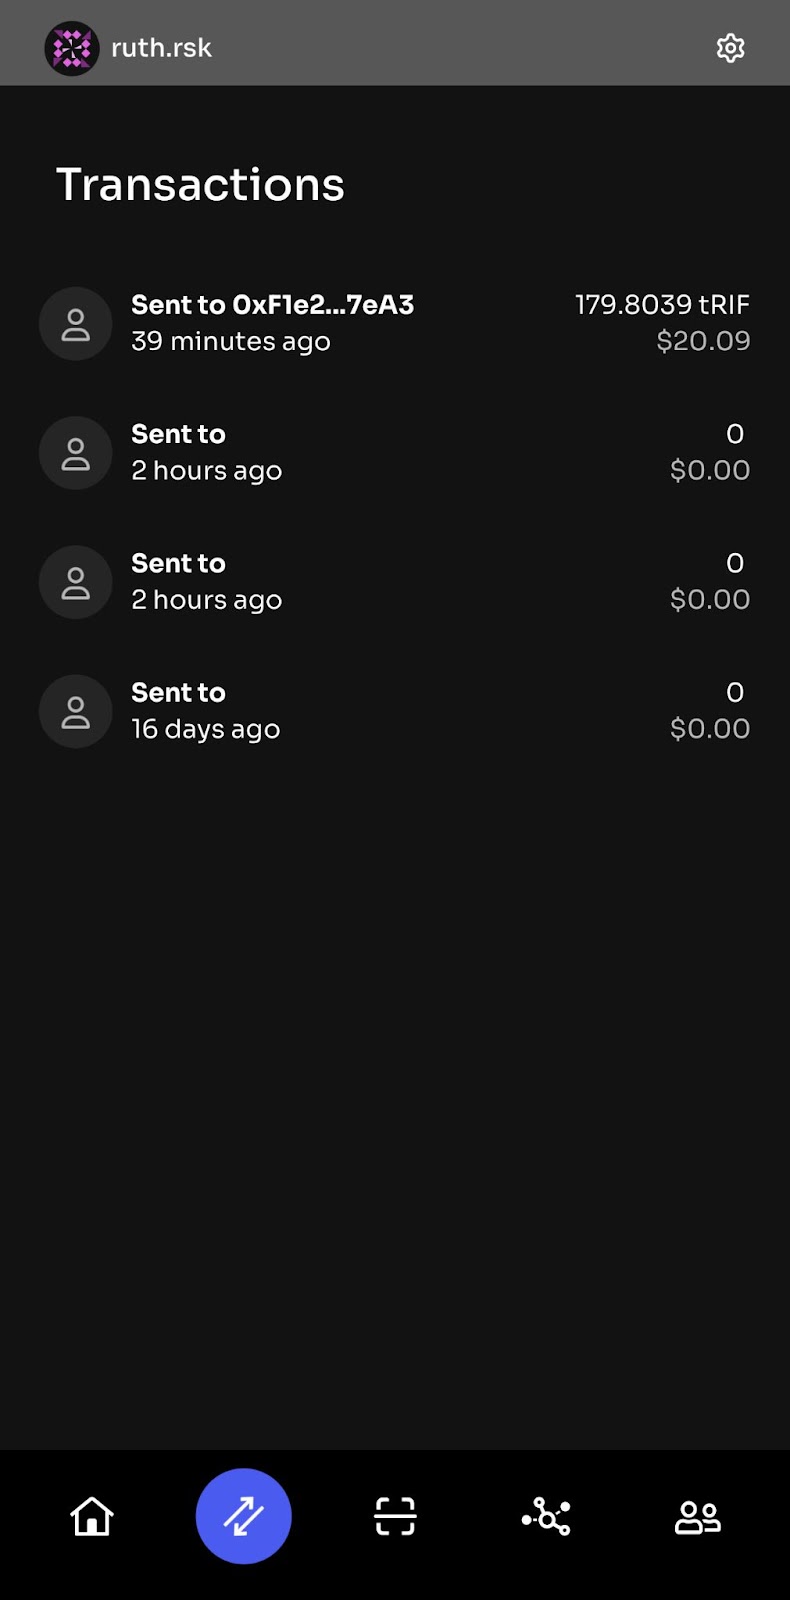 ruth.rsk
Transactions
Sent to 0xF1e2...7eA3
179.8039 tRIF
39 minutes ago
$20.09
Sent to
0
2 hours ago
$0.00
Sent to
0
2 hours ago
$0.00
Sent to
0
16 days ago
$0.00